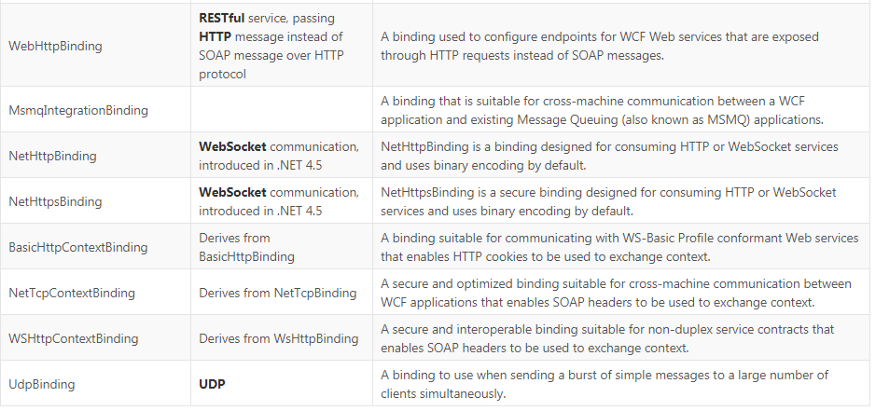 WebHttpBinding
RESTful service, passing
HTTP message instead of
SOAP message over HTTP
protocol
A binding used to configure endpoints for WCF Web services that are exposed
through HTTP requests instead of SOAP messages.
MsmqIntegrationBinding
A binding that is suitable for cross-machine communication between a WCF
application and existing Message Queuing (also known as MSMQ) applications.
NetHttpBinding
WebSocket communication,
introduced in .NET 4.5
NetHttpBinding is a binding designed for consuming HTTP or WebSocket services
and uses binary encoding by default.
NetHttpsBinding
WebSocket communication,
introduced in .NET 4.5
NetHttpsBinding is a secure binding designed for consuming HTTP or WebSocket
services and uses binary encoding by default.
BasicHttpContextBinding
Derives from
BasicHttpBinding
A binding suitable for communicating with WS-Basic Profile conformant Web services
that enables HTTP cookies to be used to exchange context.
NetTcpContextBinding
Derives from NetTcpBinding
A secure and optimized binding suitable for cross-machine communication between
WCF applications that enables SOAP headers to be used to exchange context.
WSHttpContextBinding
Derives from WsHttpBinding
A secure and interoperable binding suitable for non-duplex service contracts that
enables SOAP headers to be used to exchange context.
UdpBinding
UDP
A binding to use when sending a burst of simple messages to a large number of
clients simultaneously.